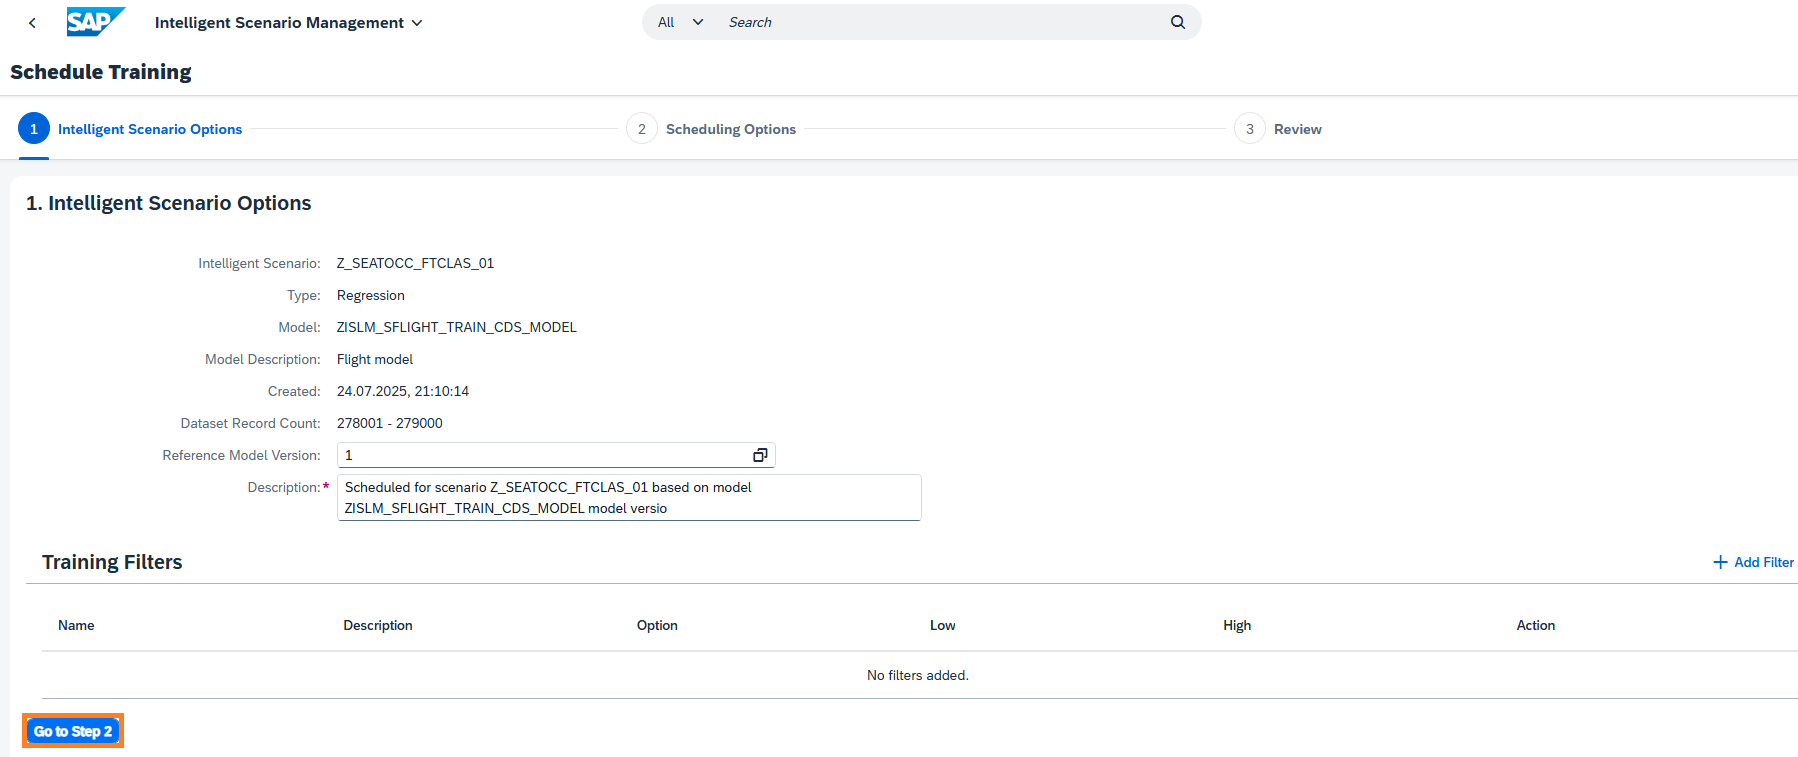 SAP Intelligent Scenario Management All Search
Schedule Training
1 Intelligent Scenario Options 2 Scheduling Options 3 Review
1. Intelligent Scenario Options
Intelligent Scenario: Z_SEATOCC_FTCLAS_01
Type: Regression
Model: ZISLM_SFLIGHT_TRAIN_CDS_MODEL
Model Description: Flight model
Created: 24.07.2025, 21:10:14
Dataset Record Count: 278001 - 279000
Reference Model Version: 1
Description:* Scheduled for scenario Z_SEATOCC_FTCLAS_01 based on model
ZISLM_SFLIGHT_TRAIN_CDS_MODEL model versio
Training Filters + Add Filter
Name Description Option Low High Action
No filters added.
Go to Step 2